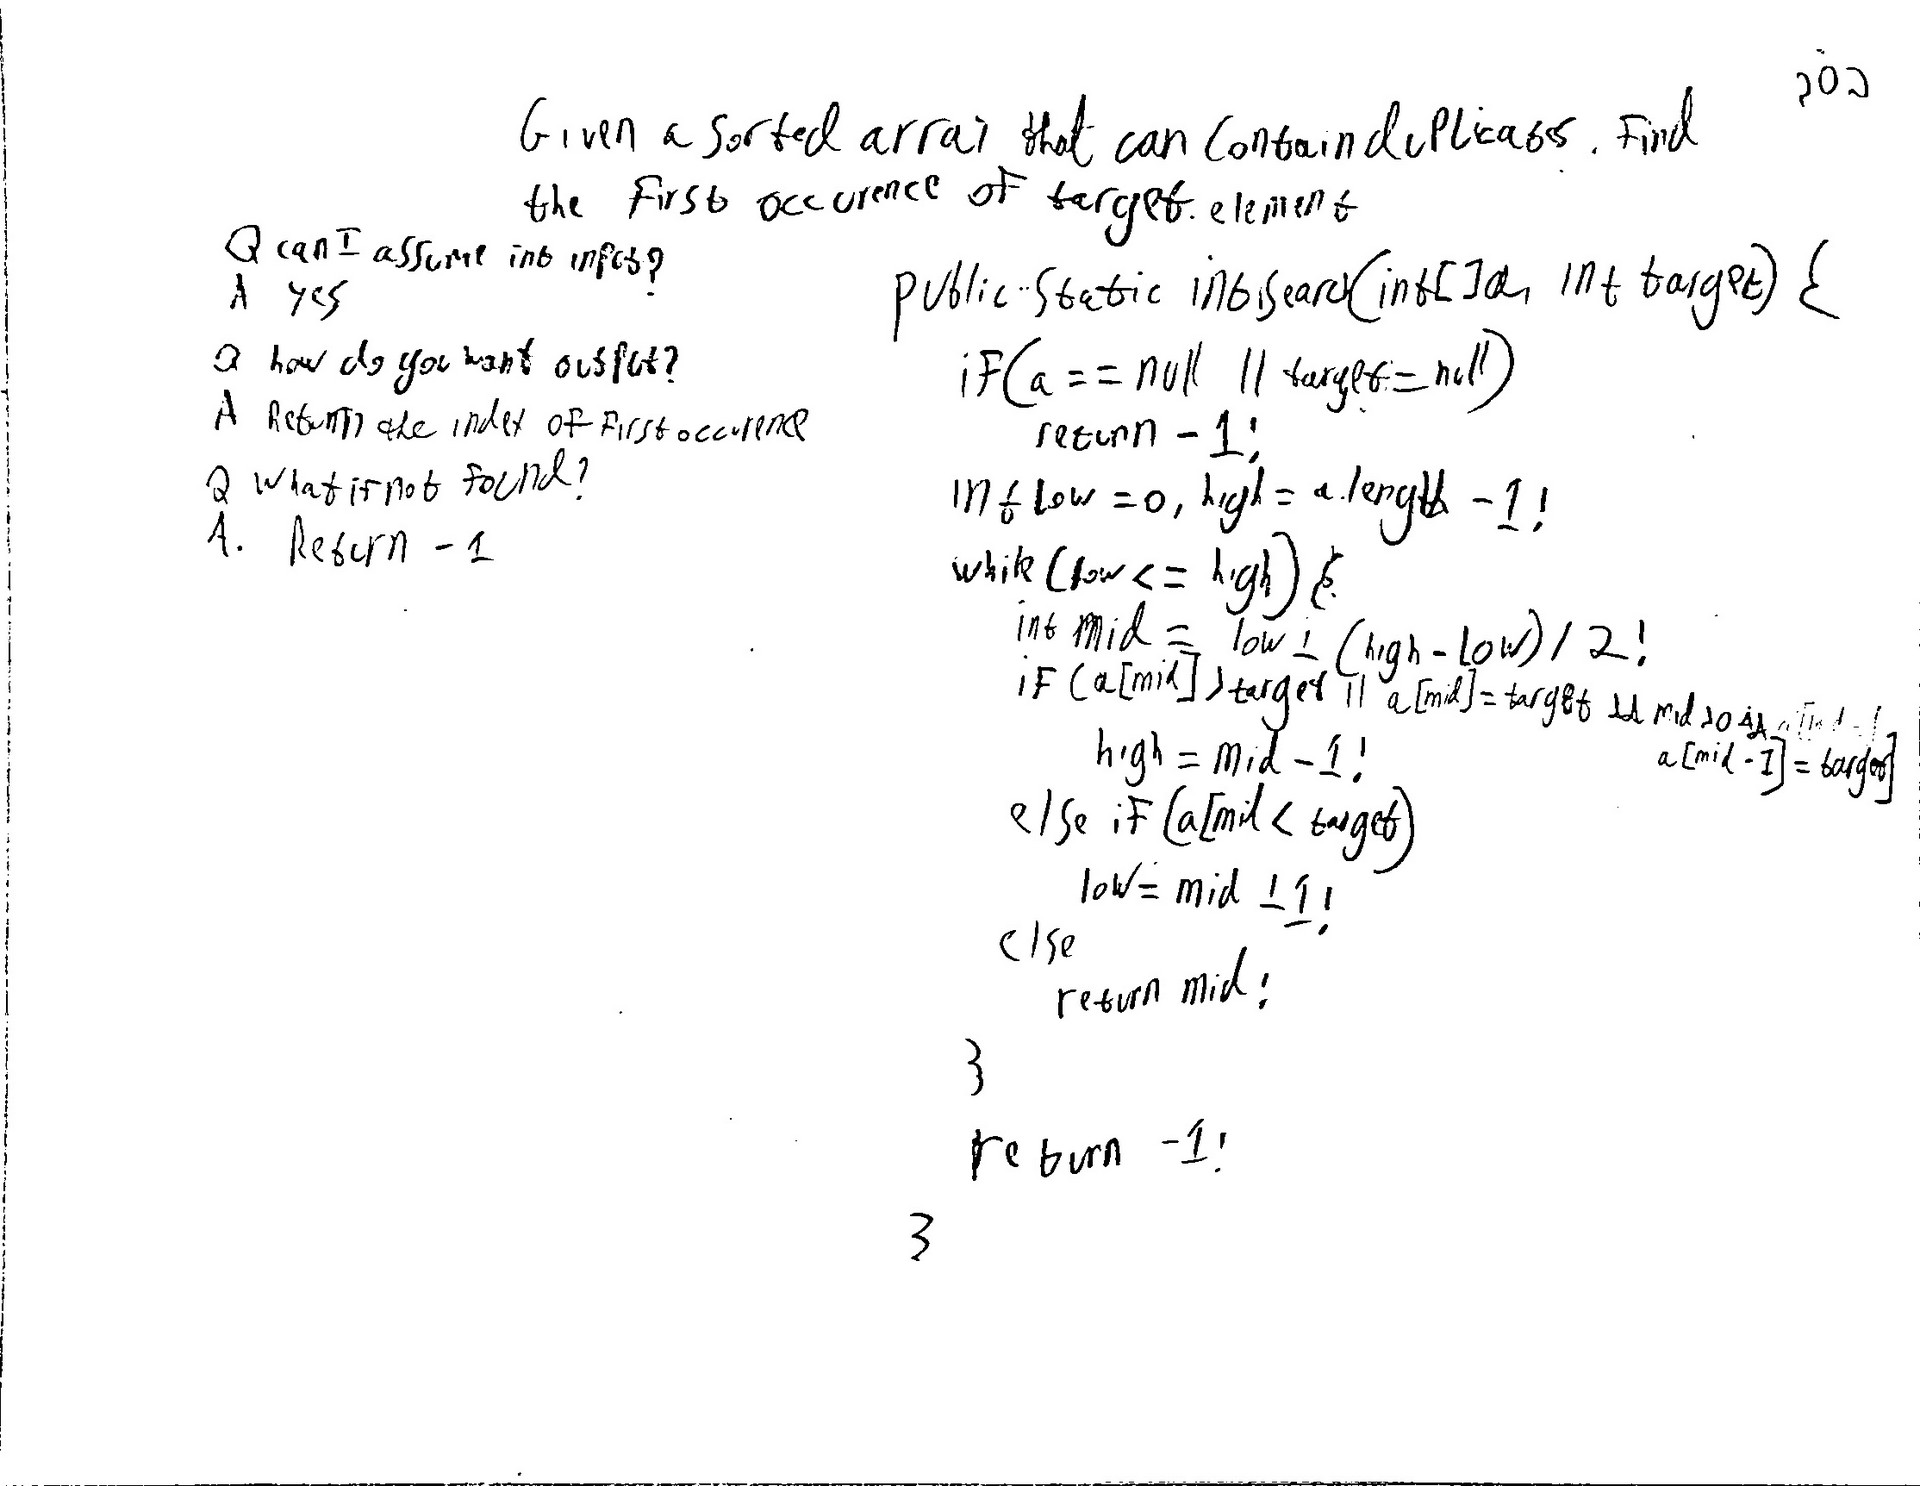 Given a sorted array that can contain duplicates. Find
the first occurence of target element
Q can I assume int input?
A yes
Q how do you want output?
A Return the index of first occurence
Q What if not found?
A. Return -1
public static int search(int[] a, int target) {
if(a == null || target = null)
return -1;
int low = 0, high = a.length -1;
while (low <= high) {
int mid = low + (high - low) / 2;
if (a[mid] > target || a[mid] = target && mid > 0 &&
a[mid - 1] = target]
high = mid -1;
else if (a[mid < target)
low = mid + 1;
else
return mid;
}
return -1;
}